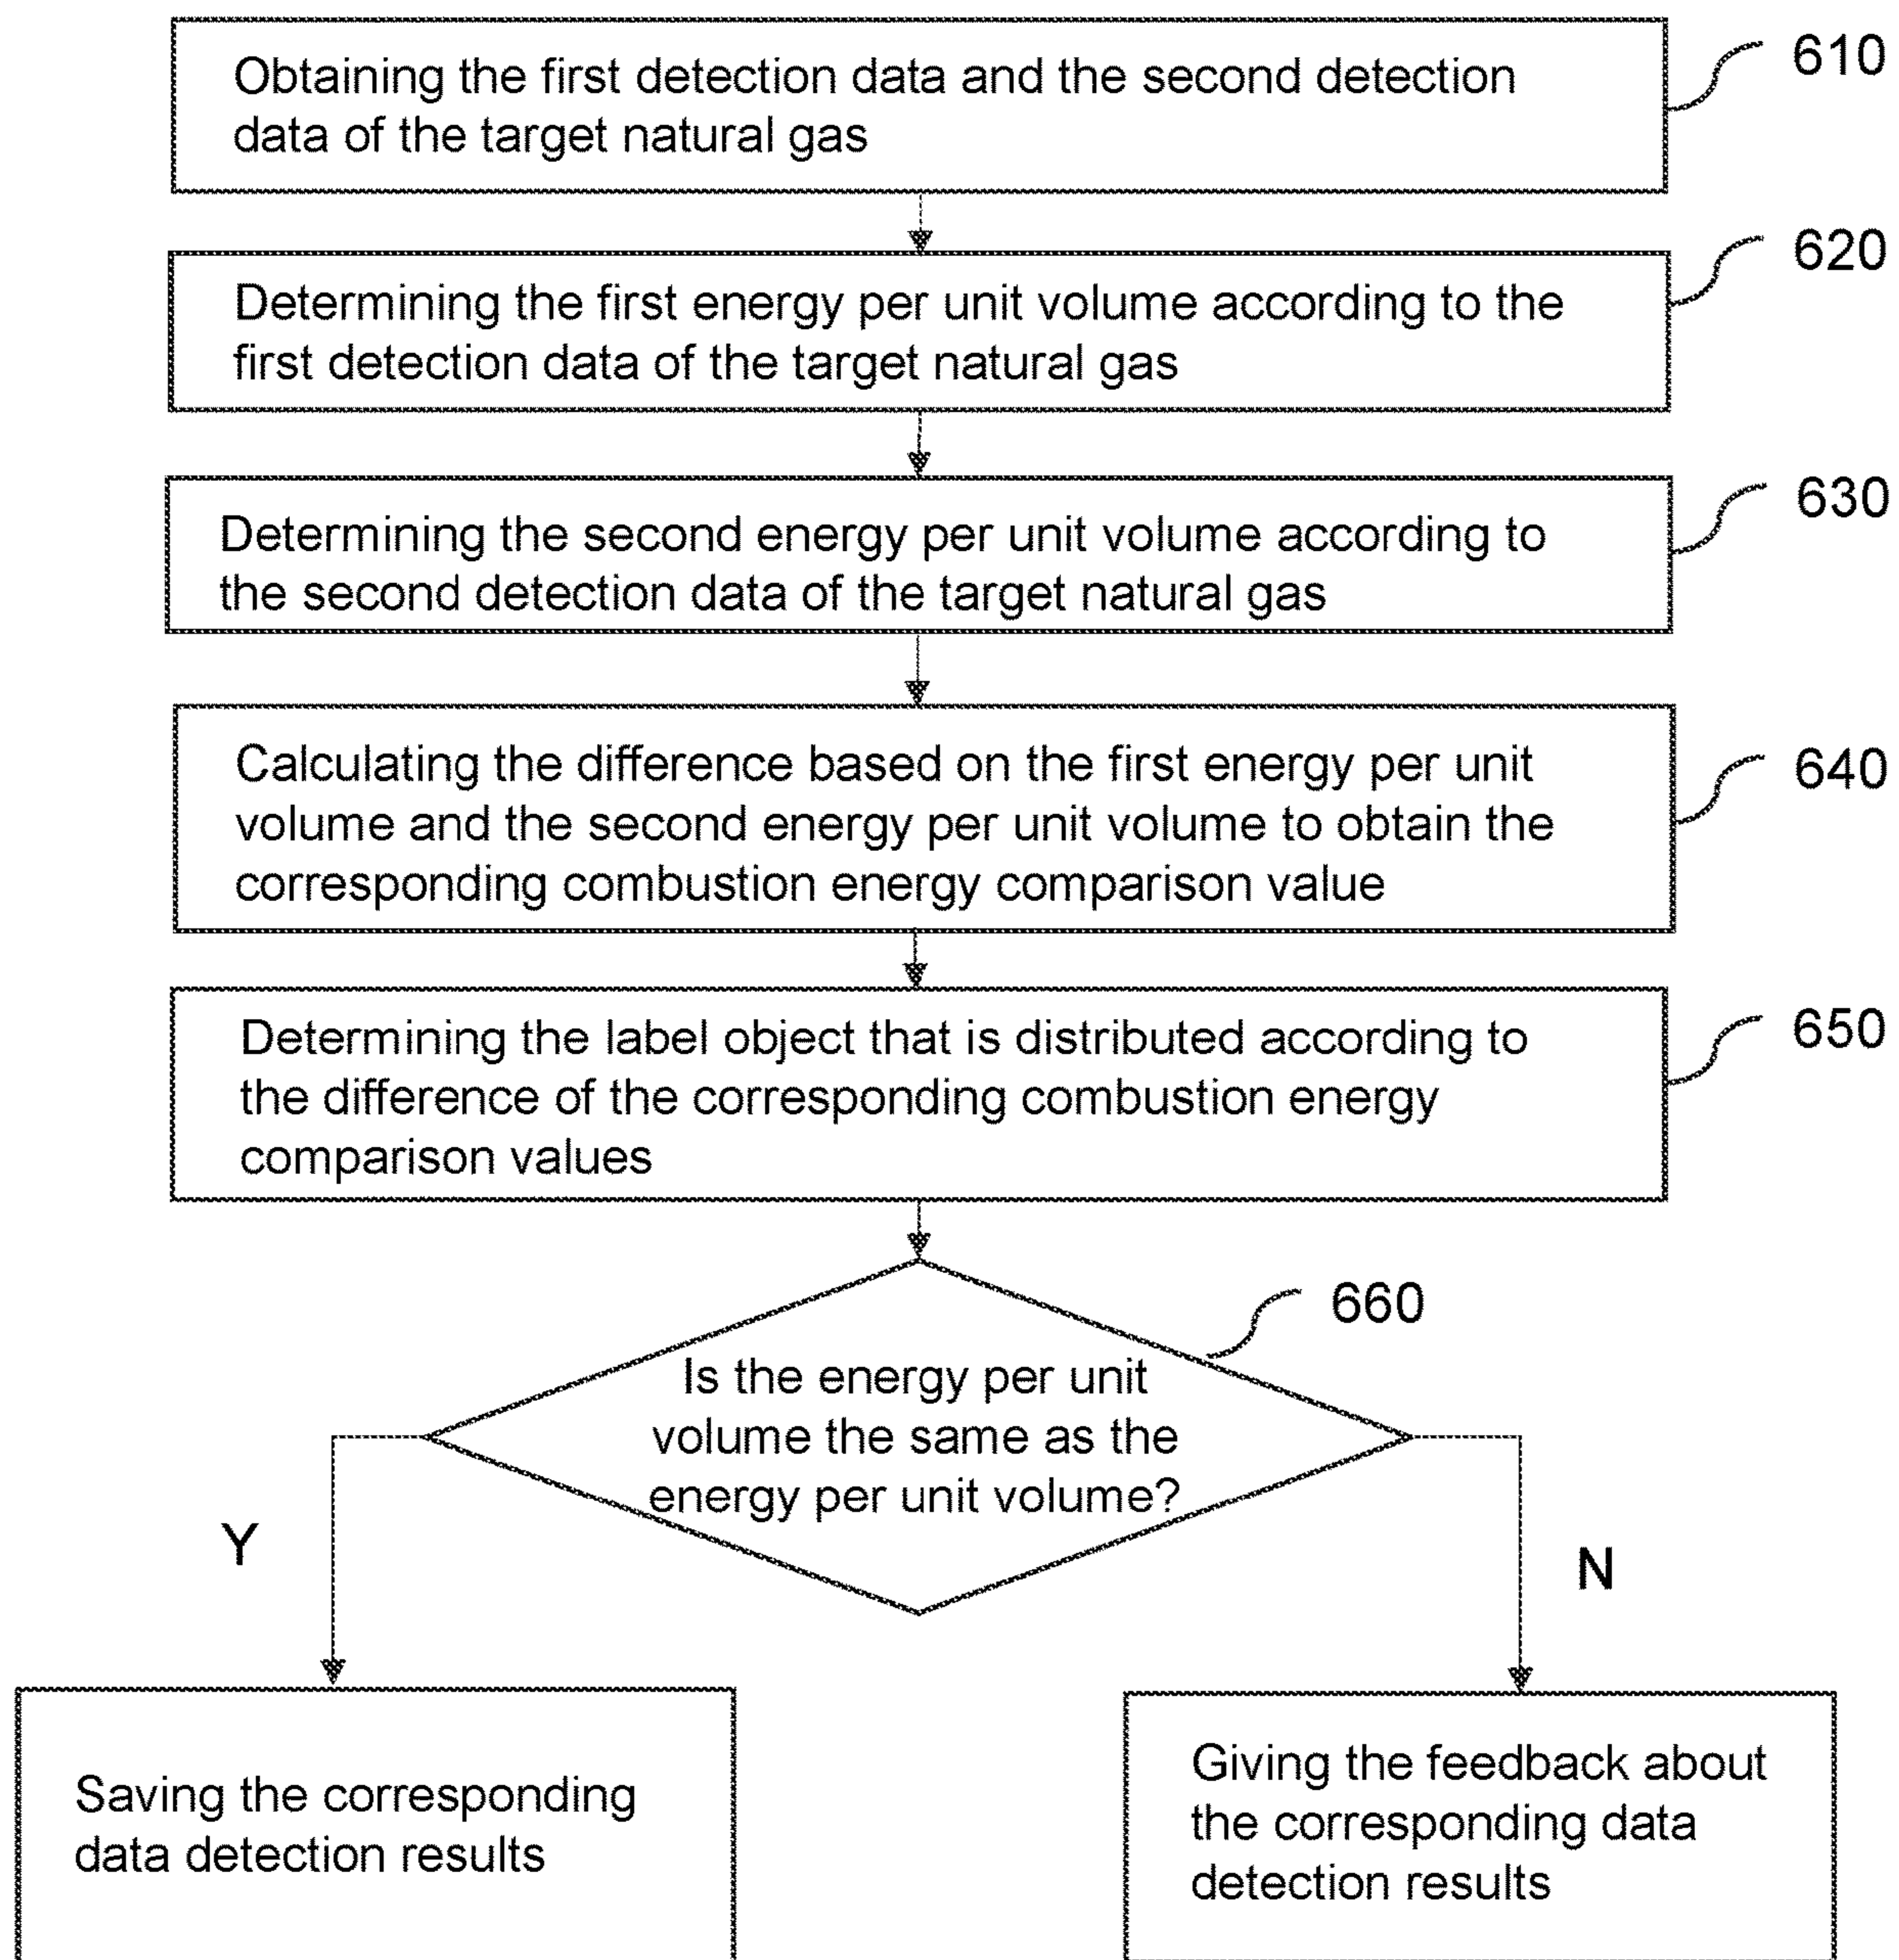 Obtaining the first detection data and the second detection
data of the target natural gas
610
Determining the first energy per unit volume according to the
first detection data of the target natural gas
620
Determining the second energy per unit volume according to
the second detection data of the target natural gas
630
Calculating the difference based on the first energy per unit
volume and the second energy per unit volume to obtain the
corresponding combustion energy comparison value
640
Determining the label object that is distributed according to
the difference of the corresponding combustion energy
comparison values
650
660
Is the energy per unit
volume the same as the
energy per unit volume?
Y
N
Saving the corresponding
data detection results
Giving the feedback about
the corresponding data
detection results